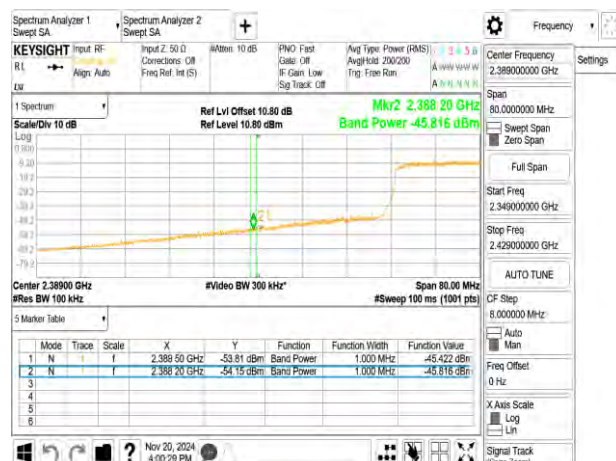 Spectrum Analyzer 1
Swept SA
Spectrum Analyzer 2
Swept SA
+
Frequency
KEYSIGHT
Input: RF
Align: Auto
Input Z: 50 Ω
Corrections: Off
Freq Ref: Int (S)
#Atten: 10 dB
PNO: Fast
Gate: Off
IF Gain: Low
Sig Track: Off
Avg Type: Power (RMS)
Avg|Hold: 200/200
Trig: Free Run
Settings
Center Frequency
2.389000000 GHz
Span
80.0000000 MHz
Swept Span
Zero Span
Full Span
Start Freq
2.349000000 GHz
Stop Freq
2.429000000 GHz
AUTO TUNE
CF Step
8.000000 MHz
Auto
Man
Freq Offset
0 Hz
X Axis Scale
Log
Lin
Signal Track
1 Spectrum
Scale/Div 10 dB
Log
Ref Lvl Offset 10.80 dB
Ref Level 10.80 dBm
Mkr2 2.388 20 GHz
Band Power -45.816 dBm
Center 2.38900 GHz
#Res BW 100 kHz
#Video BW 300 kHz*
Span 80.00 MHz
#Sweep 100 ms (1001 pts)
5 Marker Table
Mode Trace Scale X Y Function Function Width Function Value
1 N 1 f 2.389 50 GHz -53.81 dBm Band Power 1.000 MHz -45.422 dBm
2 N 1 f 2.388 20 GHz -54.15 dBm Band Power 1.000 MHz -45.816 dBm
3
4
5
6
Nov 20, 2024
4:00:29 PM